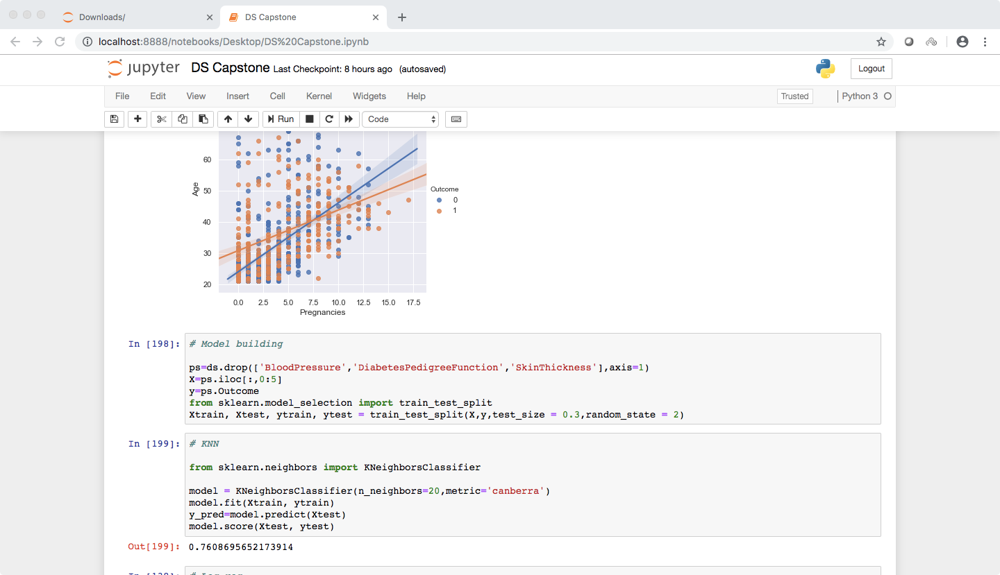 Downloads/
DS Capstone
localhost:8888/notebooks/Desktop/DS%20Capstone.ipynb
jupyter DS Capstone Last Checkpoint: 8 hours ago (autosaved)
Logout
File Edit View Insert Cell Kernel Widgets Help
Trusted
Python 3
Run
Code
60
50
40
30
20
Age
0.0 2.5 5.0 7.5 10.0 12.5 15.0 17.5
Pregnancies
Outcome
0
1
In [198]:
# Model building
ps=ds.drop(['BloodPressure','DiabetesPedigreeFunction','SkinThickness'],axis=1)
X=ps.iloc[:,0:5]
y=ps.Outcome
from sklearn.model_selection import train_test_split
Xtrain, Xtest, ytrain, ytest = train_test_split(X,y,test_size = 0.3,random_state = 2)
In [199]:
# KNN
from sklearn.neighbors import KNeighborsClassifier
model = KNeighborsClassifier(n_neighbors=20,metric='canberra')
model.fit(Xtrain, ytrain)
y_pred=model.predict(Xtest)
model.score(Xtest, ytest)
Out[199]: 0.7608695652173914